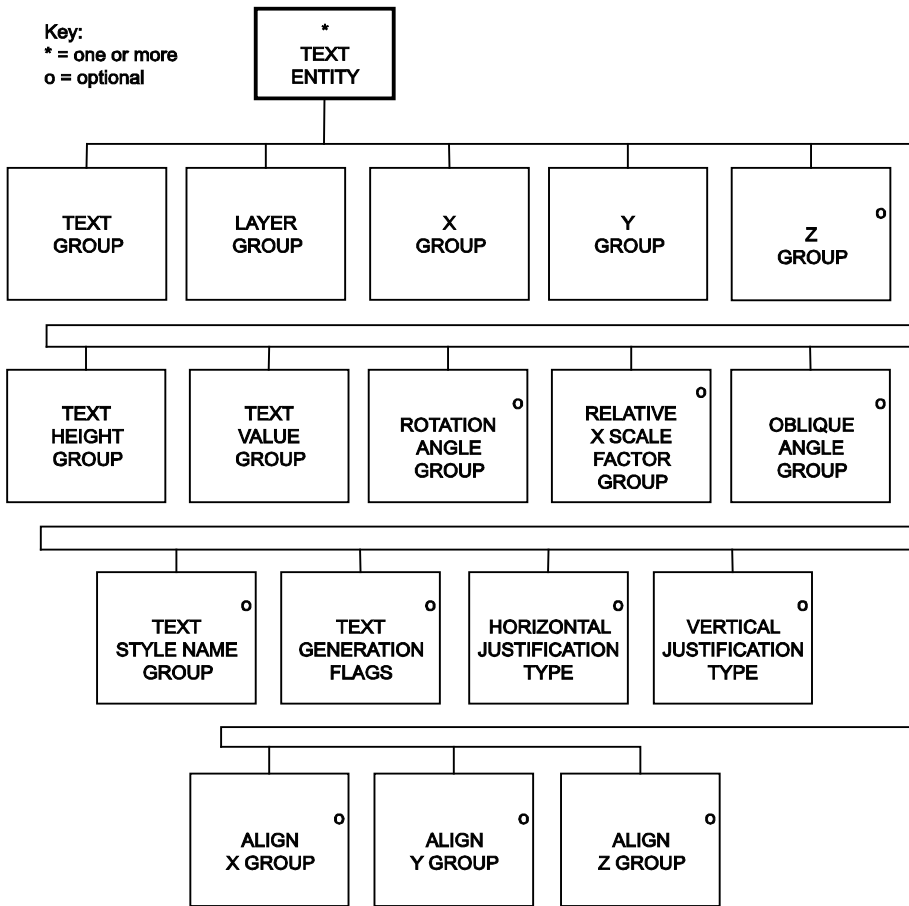 Key:
* = one or more
o = optional
*
TEXT
ENTITY
TEXT
GROUP
LAYER
GROUP
X
GROUP
Y
GROUP
o
Z
GROUP
TEXT
HEIGHT
GROUP
TEXT
VALUE
GROUP
o
ROTATION
ANGLE
GROUP
o
RELATIVE
X SCALE
FACTOR
GROUP
o
OBLIQUE
ANGLE
GROUP
o
TEXT
STYLE NAME
GROUP
o
TEXT
GENERATION
FLAGS
o
HORIZONTAL
JUSTIFICATION
TYPE
o
VERTICAL
JUSTIFICATION
TYPE
o
ALIGN
X GROUP
o
ALIGN
Y GROUP
o
ALIGN
Z GROUP